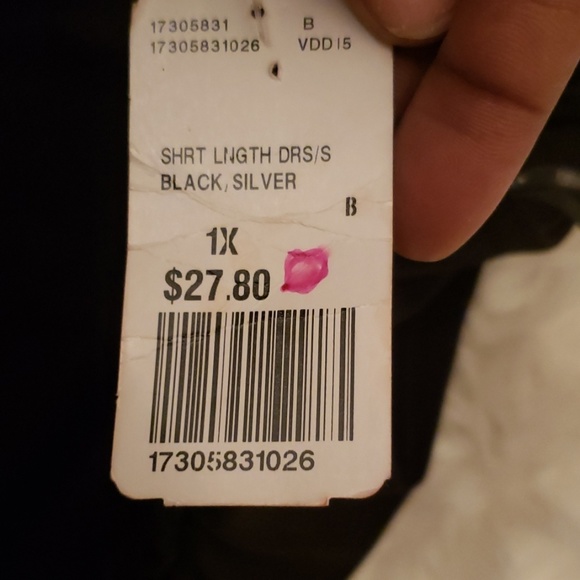 17305831 B
17305831026 VDD15
SHRT LNGTH DRS/S
BLACK, SILVER
B
1X
$27.80
17305831026